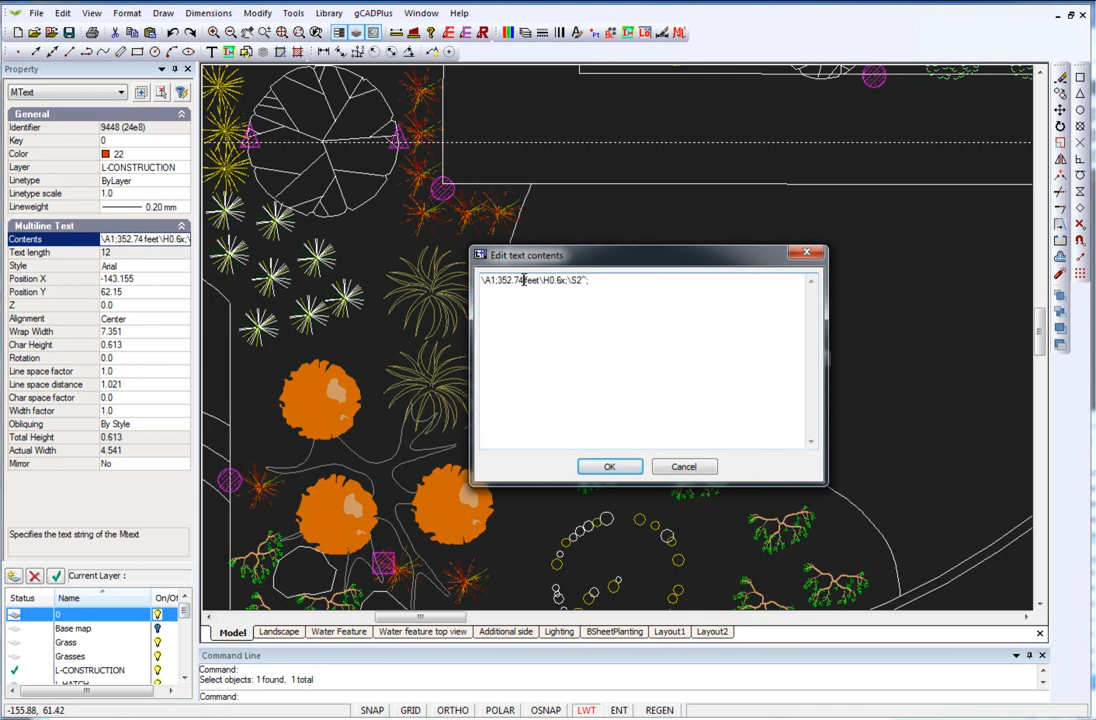 File Edit View Format Draw Dimensions Modify Tools Library gCADPlus Window Help
Property
MText
General
Identifier 9448 (24e8)
Key 0
Color 22
Layer L-CONSTRUCTION
Linetype ByLayer
Linetype scale 1.0
Lineweight 0.20 mm
Multiline Text
Contents \A1;352.74 feet\H0.6x;\
Text length 12
Style Arial
Position X -143.155
Position Y 62.15
Z 0.0
Alignment Center
Wrap Width 7.351
Char Height 0.613
Rotation 0.0
Line space factor 1.0
Line space distance 1.021
Char space factor 0.0
Width factor 1.0
Obliquing By Style
Total Height 0.613
Actual Width 4.541
Mirror No
Text
Specifies the text string of the Mtext
Current Layer :
Status Name On/Of
0
Base map
Grass
Grasses
L-CONSTRUCTION
L-HATCH
Edit text contents
\A1;352.74feet\H0.6x;\S2^;
OK Cancel
Model Landscape Water Feature Water feature top view Additional side Lighting BSheetPlanting Layout1 Layout2
Command Line
Command:
Select objects: 1 found, 1 total
Command:
-155.88, 61.42 SNAP GRID ORTHO POLAR OSNAP LWT ENT REGEN